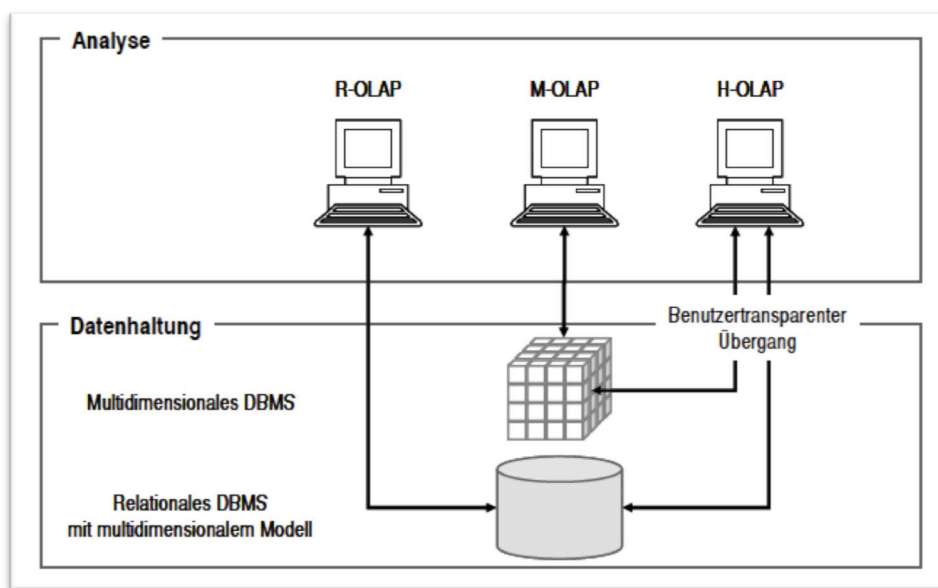 Analyse
R-OLAP
M-OLAP
H-OLAP
Datenhaltung
Benutzertransparenter
Übergang
Multidimensionales DBMS
Relationales DBMS
mit multidimensionalem Modell